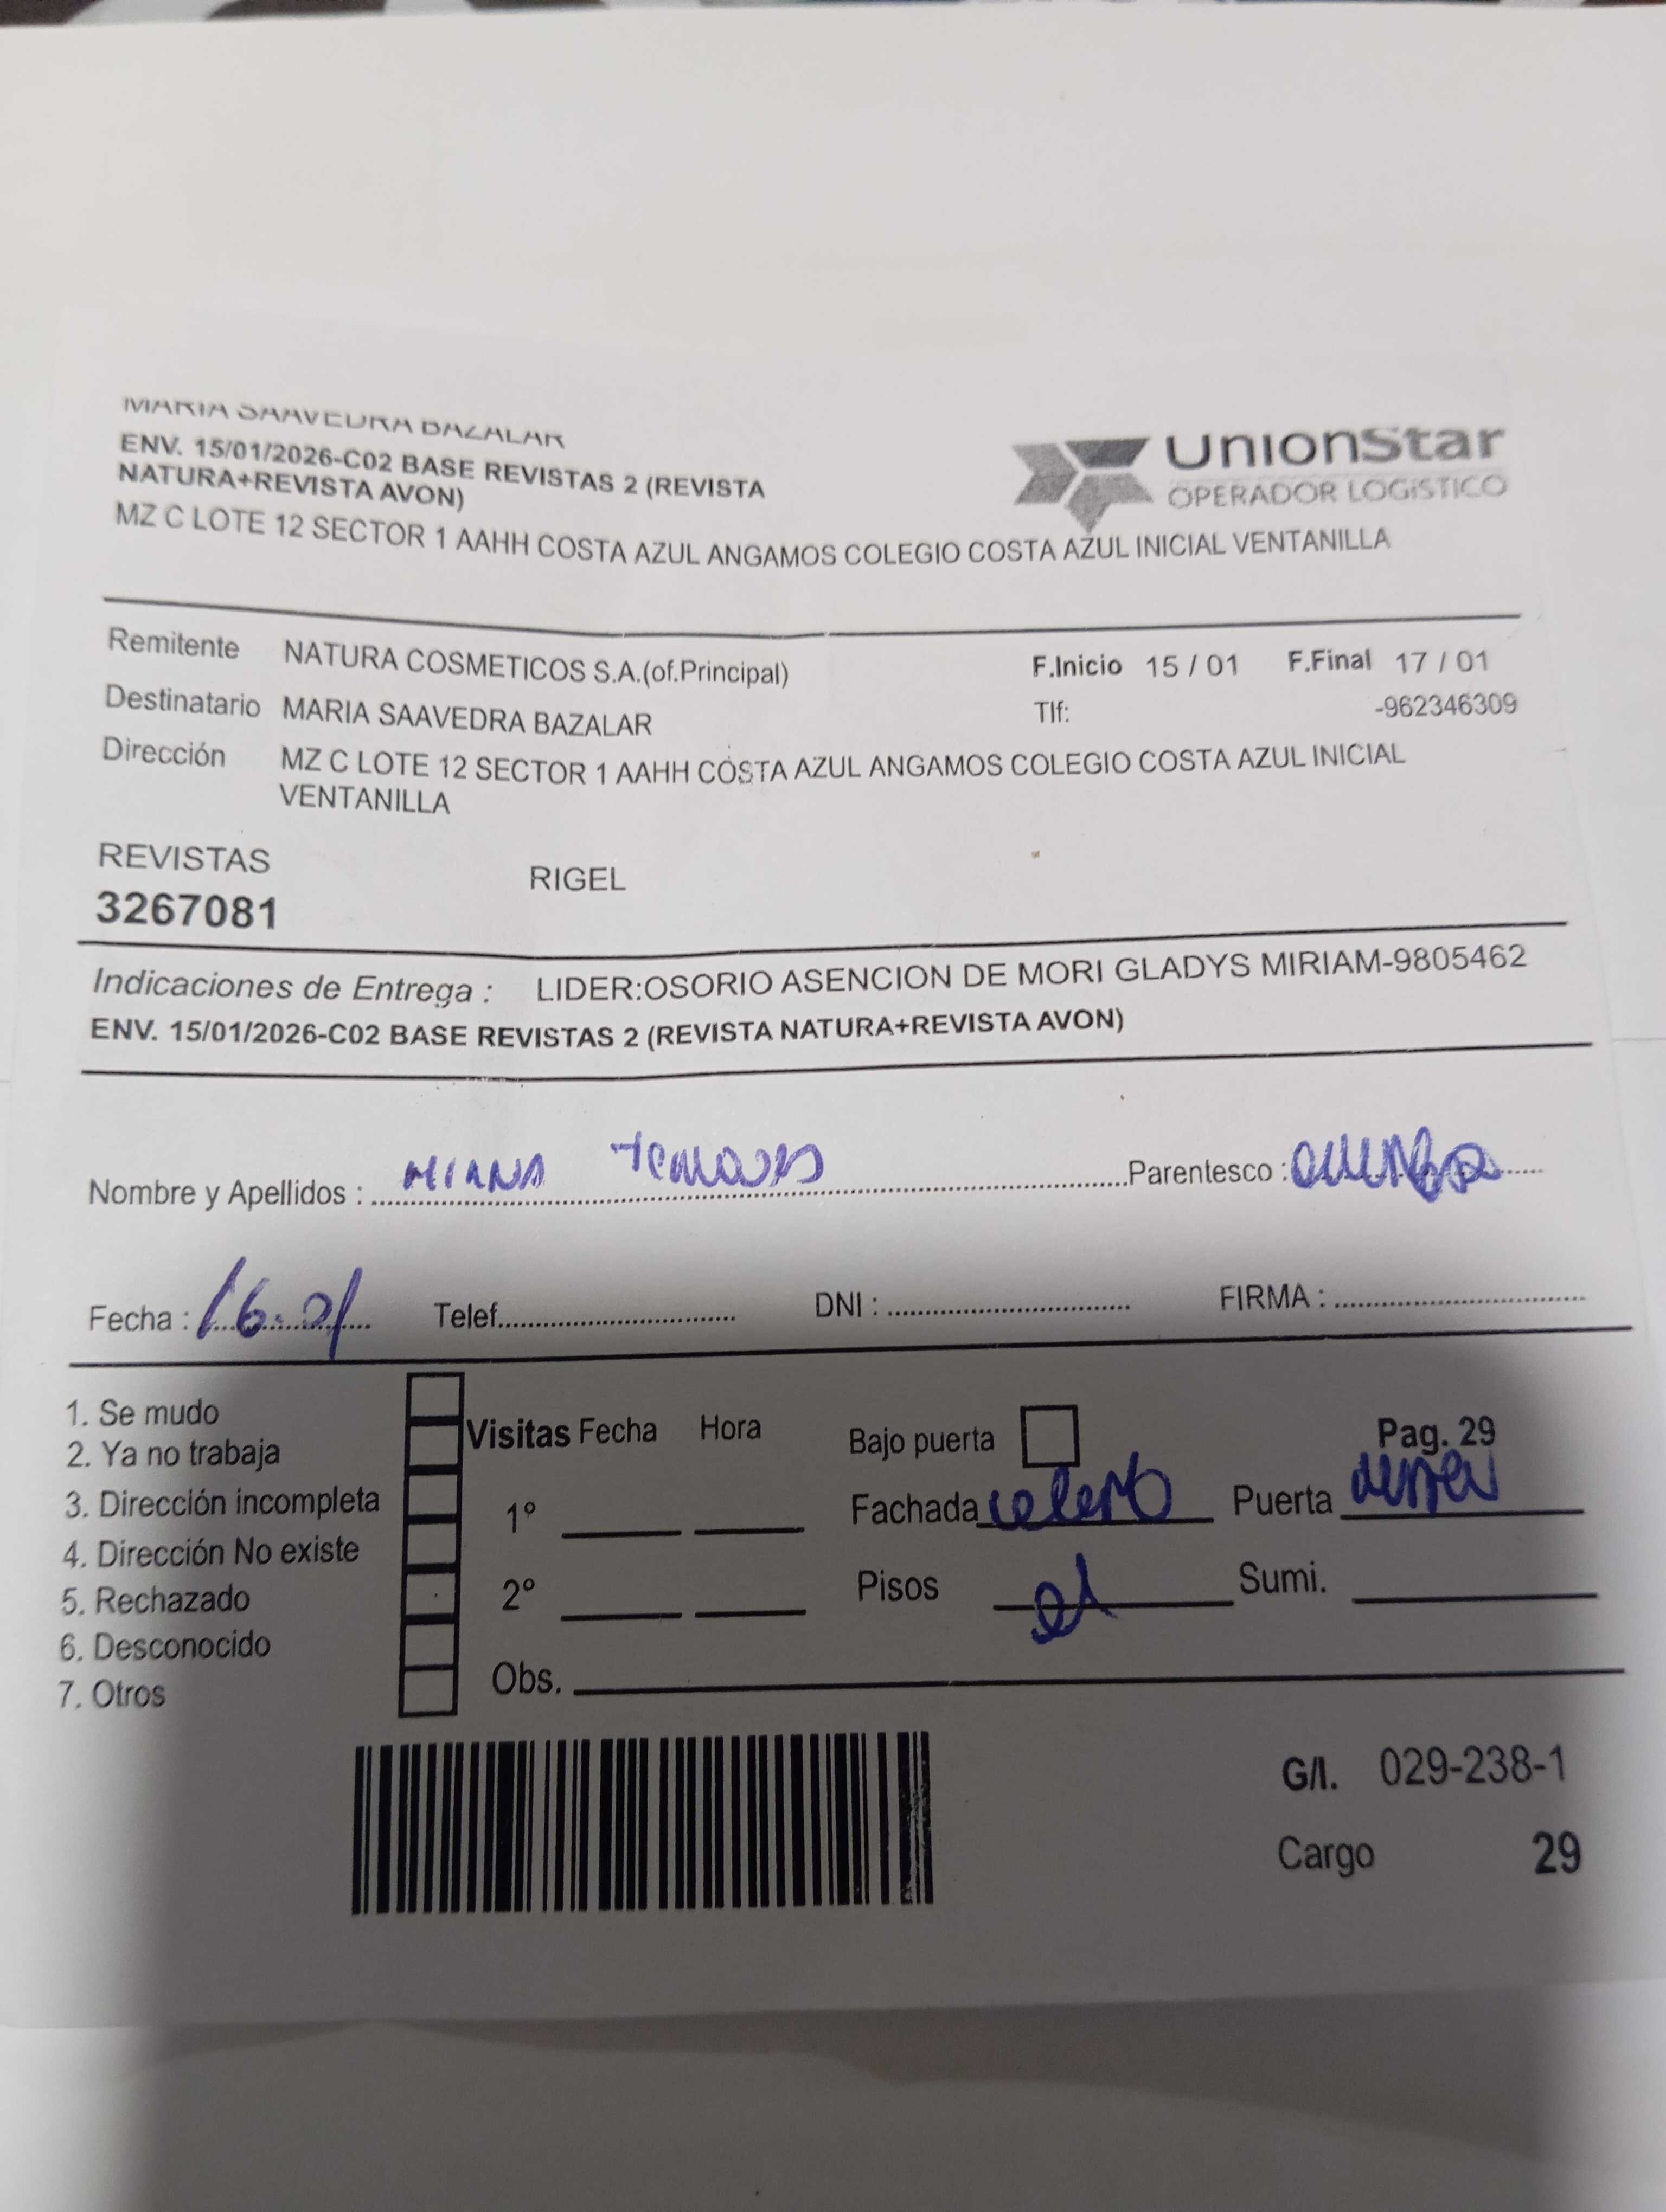 MARIA SAAVEDRA BAZALAR
ENV. 15/01/2026-C02 BASE REVISTAS 2 (REVISTA
NATURA+REVISTA AVON)
MZ C LOTE 12 SECTOR 1 AAHH COSTA AZUL ANGAMOS COLEGIO COSTA AZUL INICIAL VENTANILLA
UnionStar
OPERADOR LOGíSTICO
Remitente NATURA COSMETICOS S.A.(of.Principal) F.Inicio 15 / 01 F.Final 17 / 01
Destinatario MARIA SAAVEDRA BAZALAR Tlf: -962346309
Dirección MZ C LOTE 12 SECTOR 1 AAHH COSTA AZUL ANGAMOS COLEGIO COSTA AZUL INICIAL
VENTANILLA
REVISTAS RIGEL
3267081
Indicaciones de Entrega : LIDER:OSORIO ASENCION DE MORI GLADYS MIRIAM-9805462
ENV. 15/01/2026-C02 BASE REVISTAS 2 (REVISTA NATURA+REVISTA AVON)
Nombre y Apellidos : Parentesco :
Fecha : 16.01 Telef. DNI : FIRMA :
1. Se mudo
2. Ya no trabaja
3. Dirección incompleta
4. Dirección No existe
5. Rechazado
6. Desconocido
7. Otros
Visitas Fecha Hora
1º
2º
Obs.
Bajo puerta Pag. 29
Fachada Puerta
Pisos Sumi.
G/I. 029-238-1
Cargo 29